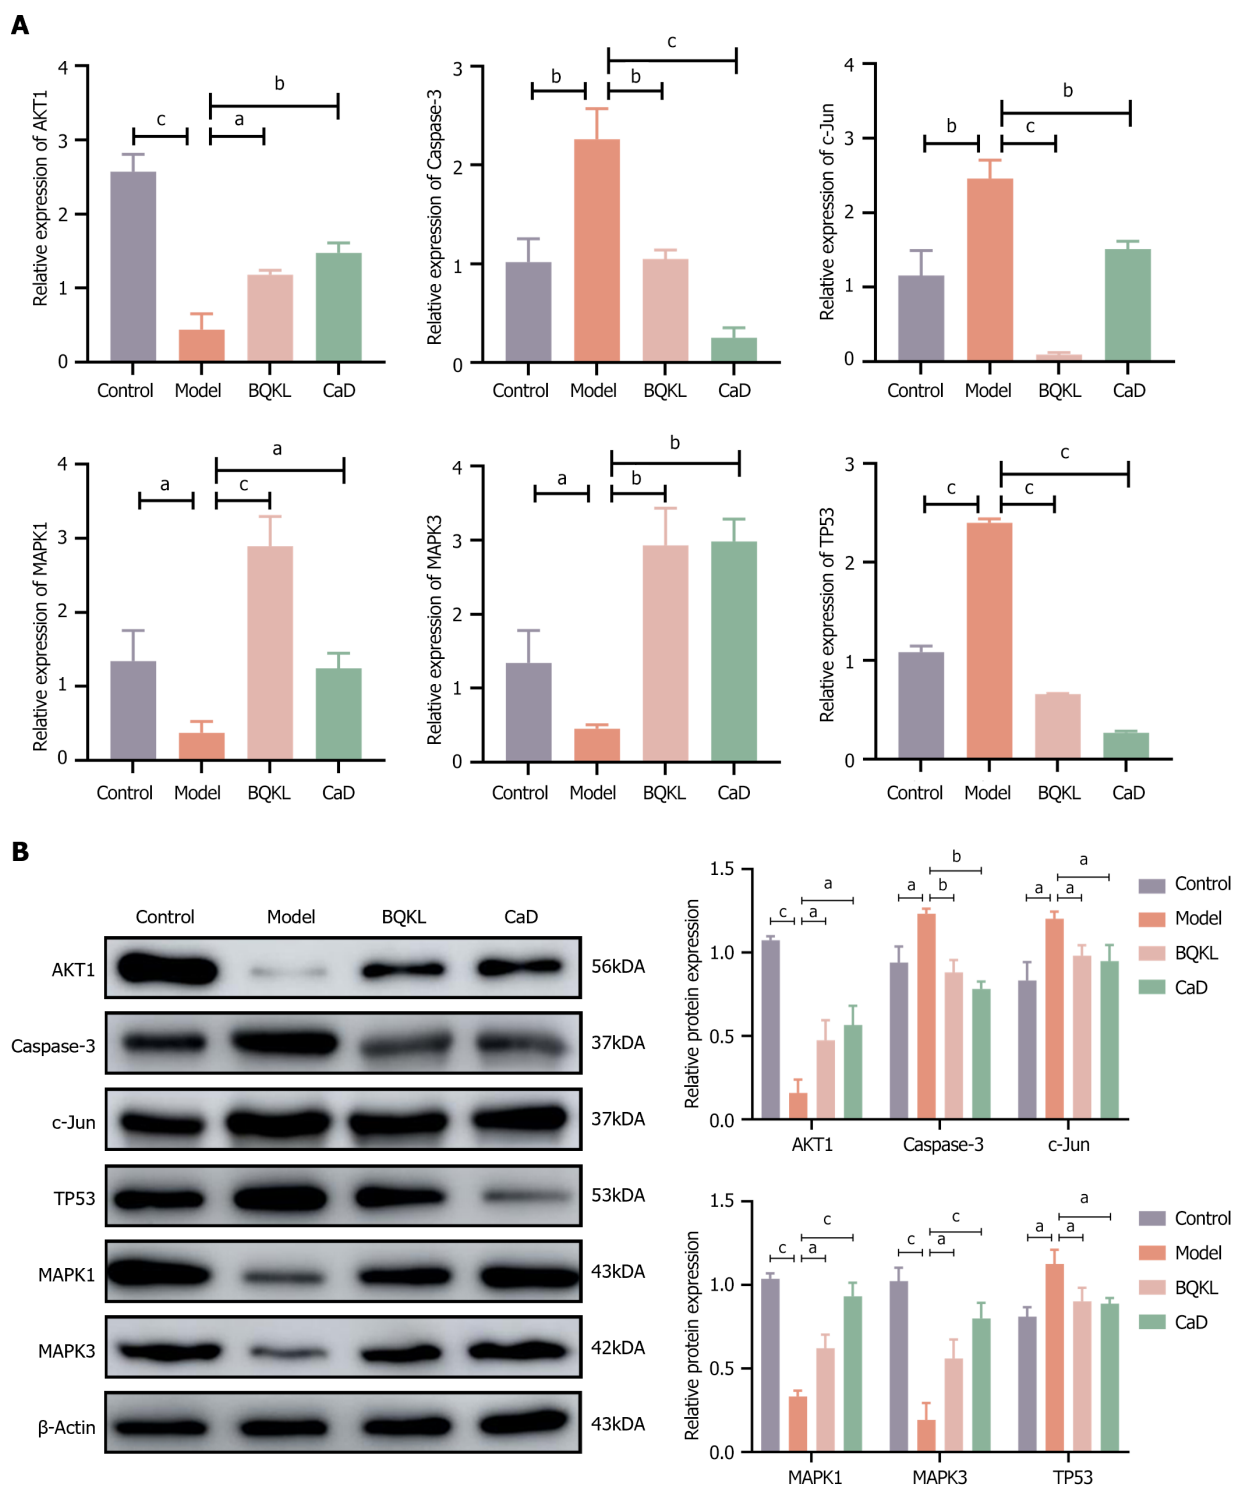 A
Relative expression of AKT1
4
3
2
1
0
c
a
b
Control Model BQKL CaD
Relative expression of Caspase-3
3
2
1
0
b
b
c
Control Model BQKL CaD
Relative expression of c-Jun
4
3
2
1
0
b
c
b
Control Model BQKL CaD
Relative expression of MAPK1
4
3
2
1
0
a
c
a
Control Model BQKL CaD
Relative expression of MAPK3
4
3
2
1
0
a
b
b
Control Model BQKL CaD
Relative expression of TP53
3
2
1
0
c
c
c
Control Model BQKL CaD
B
Control Model BQKL CaD
AKT1 56kDA
Caspase-3 37kDA
c-Jun 37kDA
TP53 53kDA
MAPK1 43kDA
MAPK3 42kDA
β-Actin 43kDA
Relative protein expression
1.5
1.0
0.5
0.0
c
a
a
a
b
b
a
a
a
AKT1 Caspase-3 c-Jun
Control
Model
BQKL
CaD
Relative protein expression
1.5
1.0
0.5
0.0
c
a
c
c
a
c
a
a
a
MAPK1 MAPK3 TP53
Control
Model
BQKL
CaD